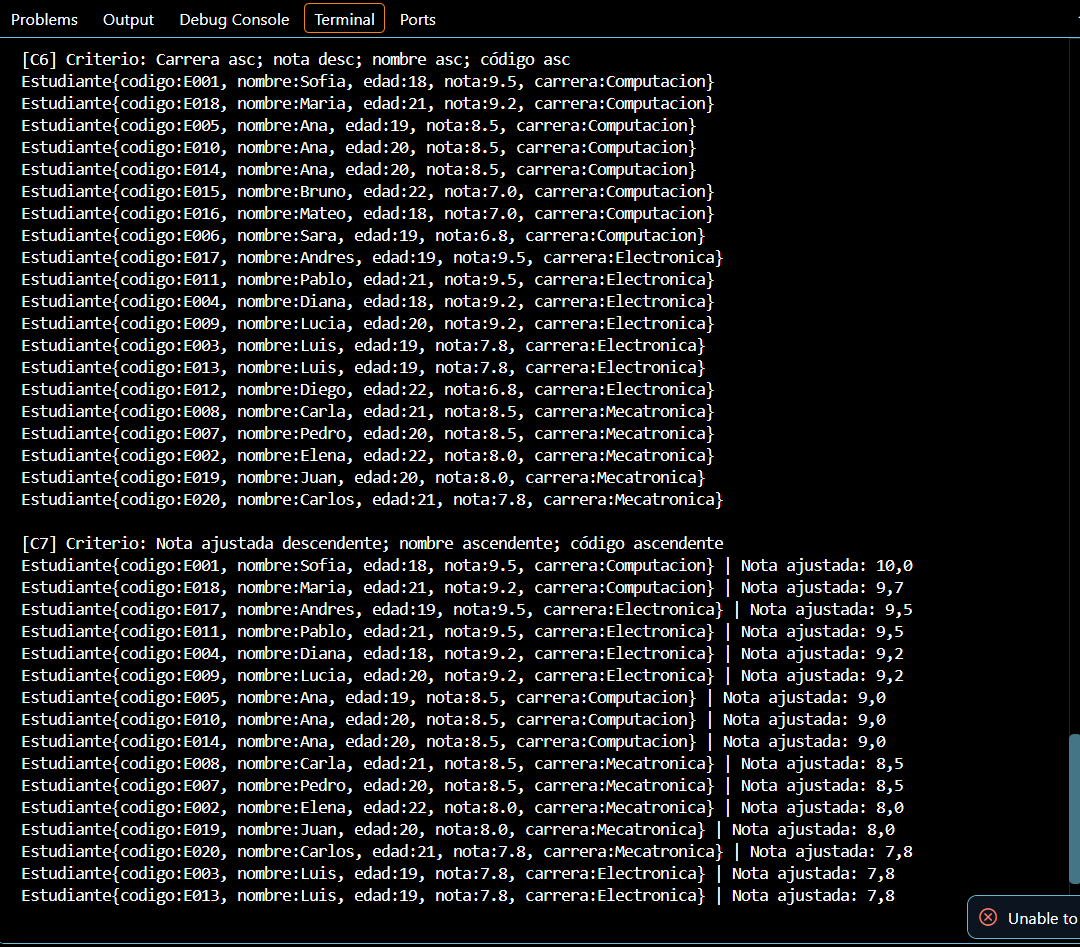 Problems Output Debug Console Terminal Ports
[C6] Criterio: Carrera asc; nota desc; nombre asc; código asc
Estudiante{codigo:E001, nombre:Sofia, edad:18, nota:9.5, carrera:Computacion}
Estudiante{codigo:E018, nombre:Maria, edad:21, nota:9.2, carrera:Computacion}
Estudiante{codigo:E005, nombre:Ana, edad:19, nota:8.5, carrera:Computacion}
Estudiante{codigo:E010, nombre:Ana, edad:20, nota:8.5, carrera:Computacion}
Estudiante{codigo:E014, nombre:Ana, edad:20, nota:8.5, carrera:Computacion}
Estudiante{codigo:E015, nombre:Bruno, edad:22, nota:7.0, carrera:Computacion}
Estudiante{codigo:E016, nombre:Mateo, edad:18, nota:7.0, carrera:Computacion}
Estudiante{codigo:E006, nombre:Sara, edad:19, nota:6.8, carrera:Computacion}
Estudiante{codigo:E017, nombre:Andres, edad:19, nota:9.5, carrera:Electronica}
Estudiante{codigo:E011, nombre:Pablo, edad:21, nota:9.5, carrera:Electronica}
Estudiante{codigo:E004, nombre:Diana, edad:18, nota:9.2, carrera:Electronica}
Estudiante{codigo:E009, nombre:Lucia, edad:20, nota:9.2, carrera:Electronica}
Estudiante{codigo:E003, nombre:Luis, edad:19, nota:7.8, carrera:Electronica}
Estudiante{codigo:E013, nombre:Luis, edad:19, nota:7.8, carrera:Electronica}
Estudiante{codigo:E012, nombre:Diego, edad:22, nota:6.8, carrera:Electronica}
Estudiante{codigo:E008, nombre:Carla, edad:21, nota:8.5, carrera:Mecatronica}
Estudiante{codigo:E007, nombre:Pedro, edad:20, nota:8.5, carrera:Mecatronica}
Estudiante{codigo:E002, nombre:Elena, edad:22, nota:8.0, carrera:Mecatronica}
Estudiante{codigo:E019, nombre:Juan, edad:20, nota:8.0, carrera:Mecatronica}
Estudiante{codigo:E020, nombre:Carlos, edad:21, nota:7.8, carrera:Mecatronica}
[C7] Criterio: Nota ajustada descendente; nombre ascendente; código ascendente
Estudiante{codigo:E001, nombre:Sofia, edad:18, nota:9.5, carrera:Computacion} | Nota ajustada: 10,0
Estudiante{codigo:E018, nombre:Maria, edad:21, nota:9.2, carrera:Computacion} | Nota ajustada: 9,7
Estudiante{codigo:E017, nombre:Andres, edad:19, nota:9.5, carrera:Electronica} | Nota ajustada: 9,5
Estudiante{codigo:E011, nombre:Pablo, edad:21, nota:9.5, carrera:Electronica} | Nota ajustada: 9,5
Estudiante{codigo:E004, nombre:Diana, edad:18, nota:9.2, carrera:Electronica} | Nota ajustada: 9,2
Estudiante{codigo:E009, nombre:Lucia, edad:20, nota:9.2, carrera:Electronica} | Nota ajustada: 9,2
Estudiante{codigo:E005, nombre:Ana, edad:19, nota:8.5, carrera:Computacion} | Nota ajustada: 9,0
Estudiante{codigo:E010, nombre:Ana, edad:20, nota:8.5, carrera:Computacion} | Nota ajustada: 9,0
Estudiante{codigo:E014, nombre:Ana, edad:20, nota:8.5, carrera:Computacion} | Nota ajustada: 9,0
Estudiante{codigo:E008, nombre:Carla, edad:21, nota:8.5, carrera:Mecatronica} | Nota ajustada: 8,5
Estudiante{codigo:E007, nombre:Pedro, edad:20, nota:8.5, carrera:Mecatronica} | Nota ajustada: 8,5
Estudiante{codigo:E002, nombre:Elena, edad:22, nota:8.0, carrera:Mecatronica} | Nota ajustada: 8,0
Estudiante{codigo:E019, nombre:Juan, edad:20, nota:8.0, carrera:Mecatronica} | Nota ajustada: 8,0
Estudiante{codigo:E020, nombre:Carlos, edad:21, nota:7.8, carrera:Mecatronica} | Nota ajustada: 7,8
Estudiante{codigo:E003, nombre:Luis, edad:19, nota:7.8, carrera:Electronica} | Nota ajustada: 7,8
Estudiante{codigo:E013, nombre:Luis, edad:19, nota:7.8, carrera:Electronica} | Nota ajustada: 7,8
Unable to